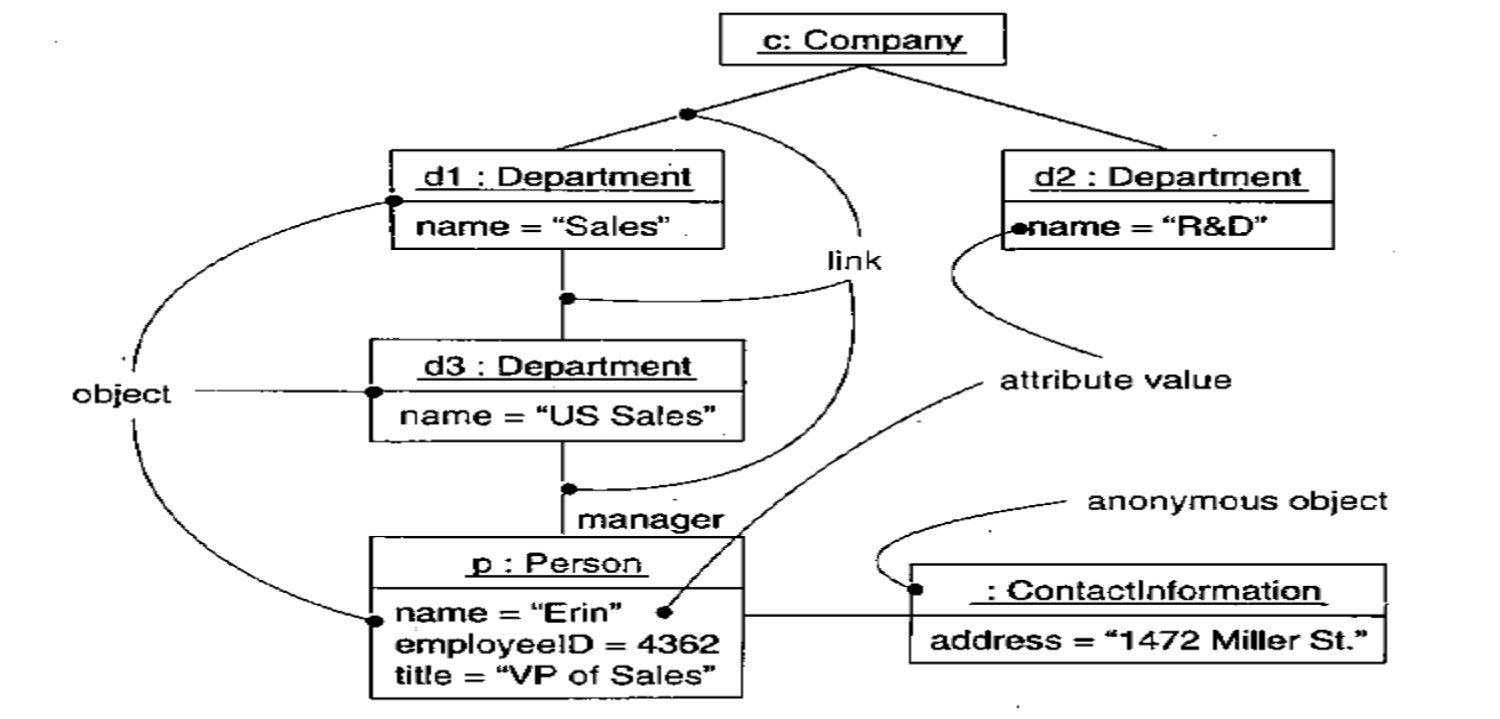 c: Company
d1 : Department
name = “Sales”
d2 : Department
name = “R&D”
link
d3 : Department
name = “US Sales”
object
attribute value
manager
anonymous object
p : Person
name = “Erin”
employeeID = 4362
title = “VP of Sales”
: ContactInformation
address = “1472 Miller St.”